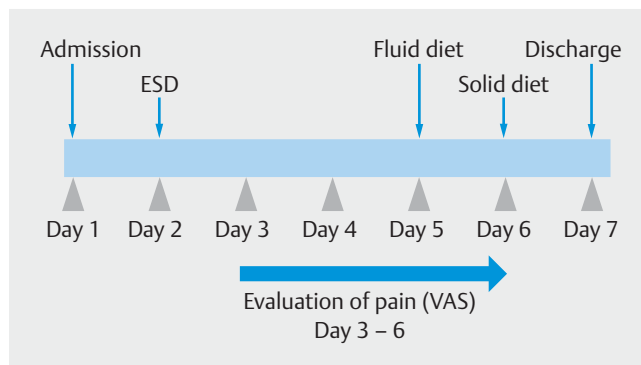 Admission
Fluid diet
Discharge
ESD
Solid diet
Day 1
Day 2
Day 3
Day 4
Day 5
Day 6
Day 7
Evaluation of pain (VAS)
Day 3 – 6